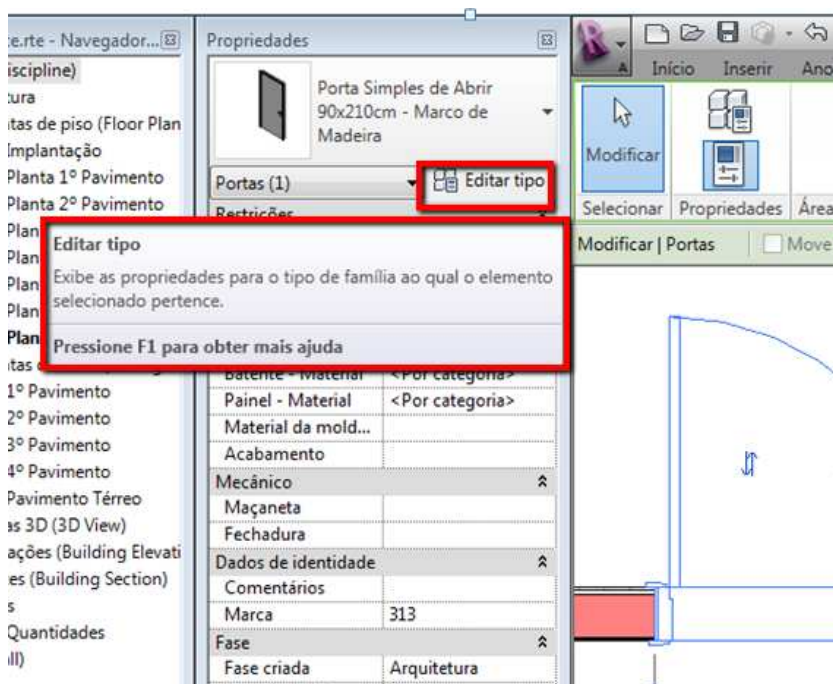 e.rte - Navegador...
iscipline)
tura
tas de piso (Floor Plan
Implantação
Planta 1º Pavimento
Planta 2º Pavimento
Plan
Plan
Plan
Plan
Plan
tas
1º Pavimento
2º Pavimento
3º Pavimento
4º Pavimento
Pavimento Térreo
as 3D (3D View)
ações (Building Elevati
es (Building Section)
s
Quantidades
ll)
Propriedades
Porta Simples de Abrir
90x210cm - Marco de
Madeira
Portas (1)
Editar tipo
Restrições
Editar tipo
Exibe as propriedades para o tipo de família ao qual o elemento
selecionado pertence.
Pressione F1 para obter mais ajuda
Batente - Material <Por categoria>
Painel - Material <Por categoria>
Material da mold...
Acabamento
Mecânico
Maçaneta
Fechadura
Dados de identidade
Comentários
Marca 313
Fase
Fase criada Arquitetura
A Início Inserir Ano
Modificar
Selecionar Propriedades Área
Modificar | Portas Move